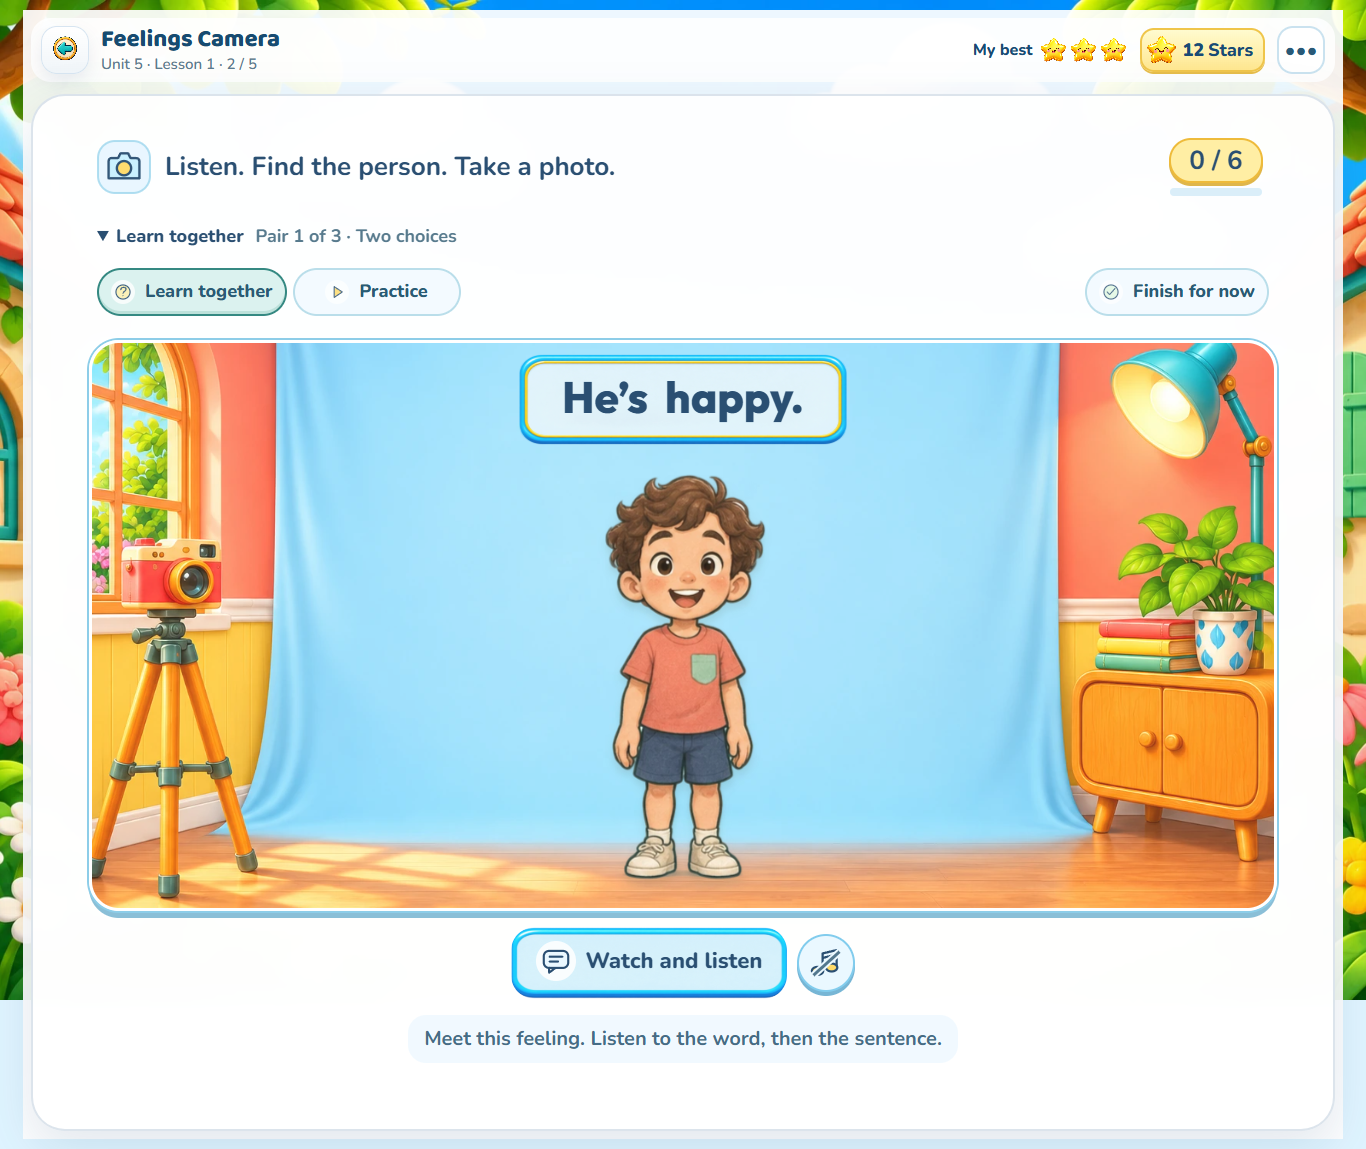 Feelings Camera
Unit 5 · Lesson 1 · 2 / 5
My best
12 Stars
Listen. Find the person. Take a photo.
0 / 6
Learn together Pair 1 of 3 · Two choices
Learn together
Practice
Finish for now
He’s happy.
Watch and listen
Meet this feeling. Listen to the word, then the sentence.